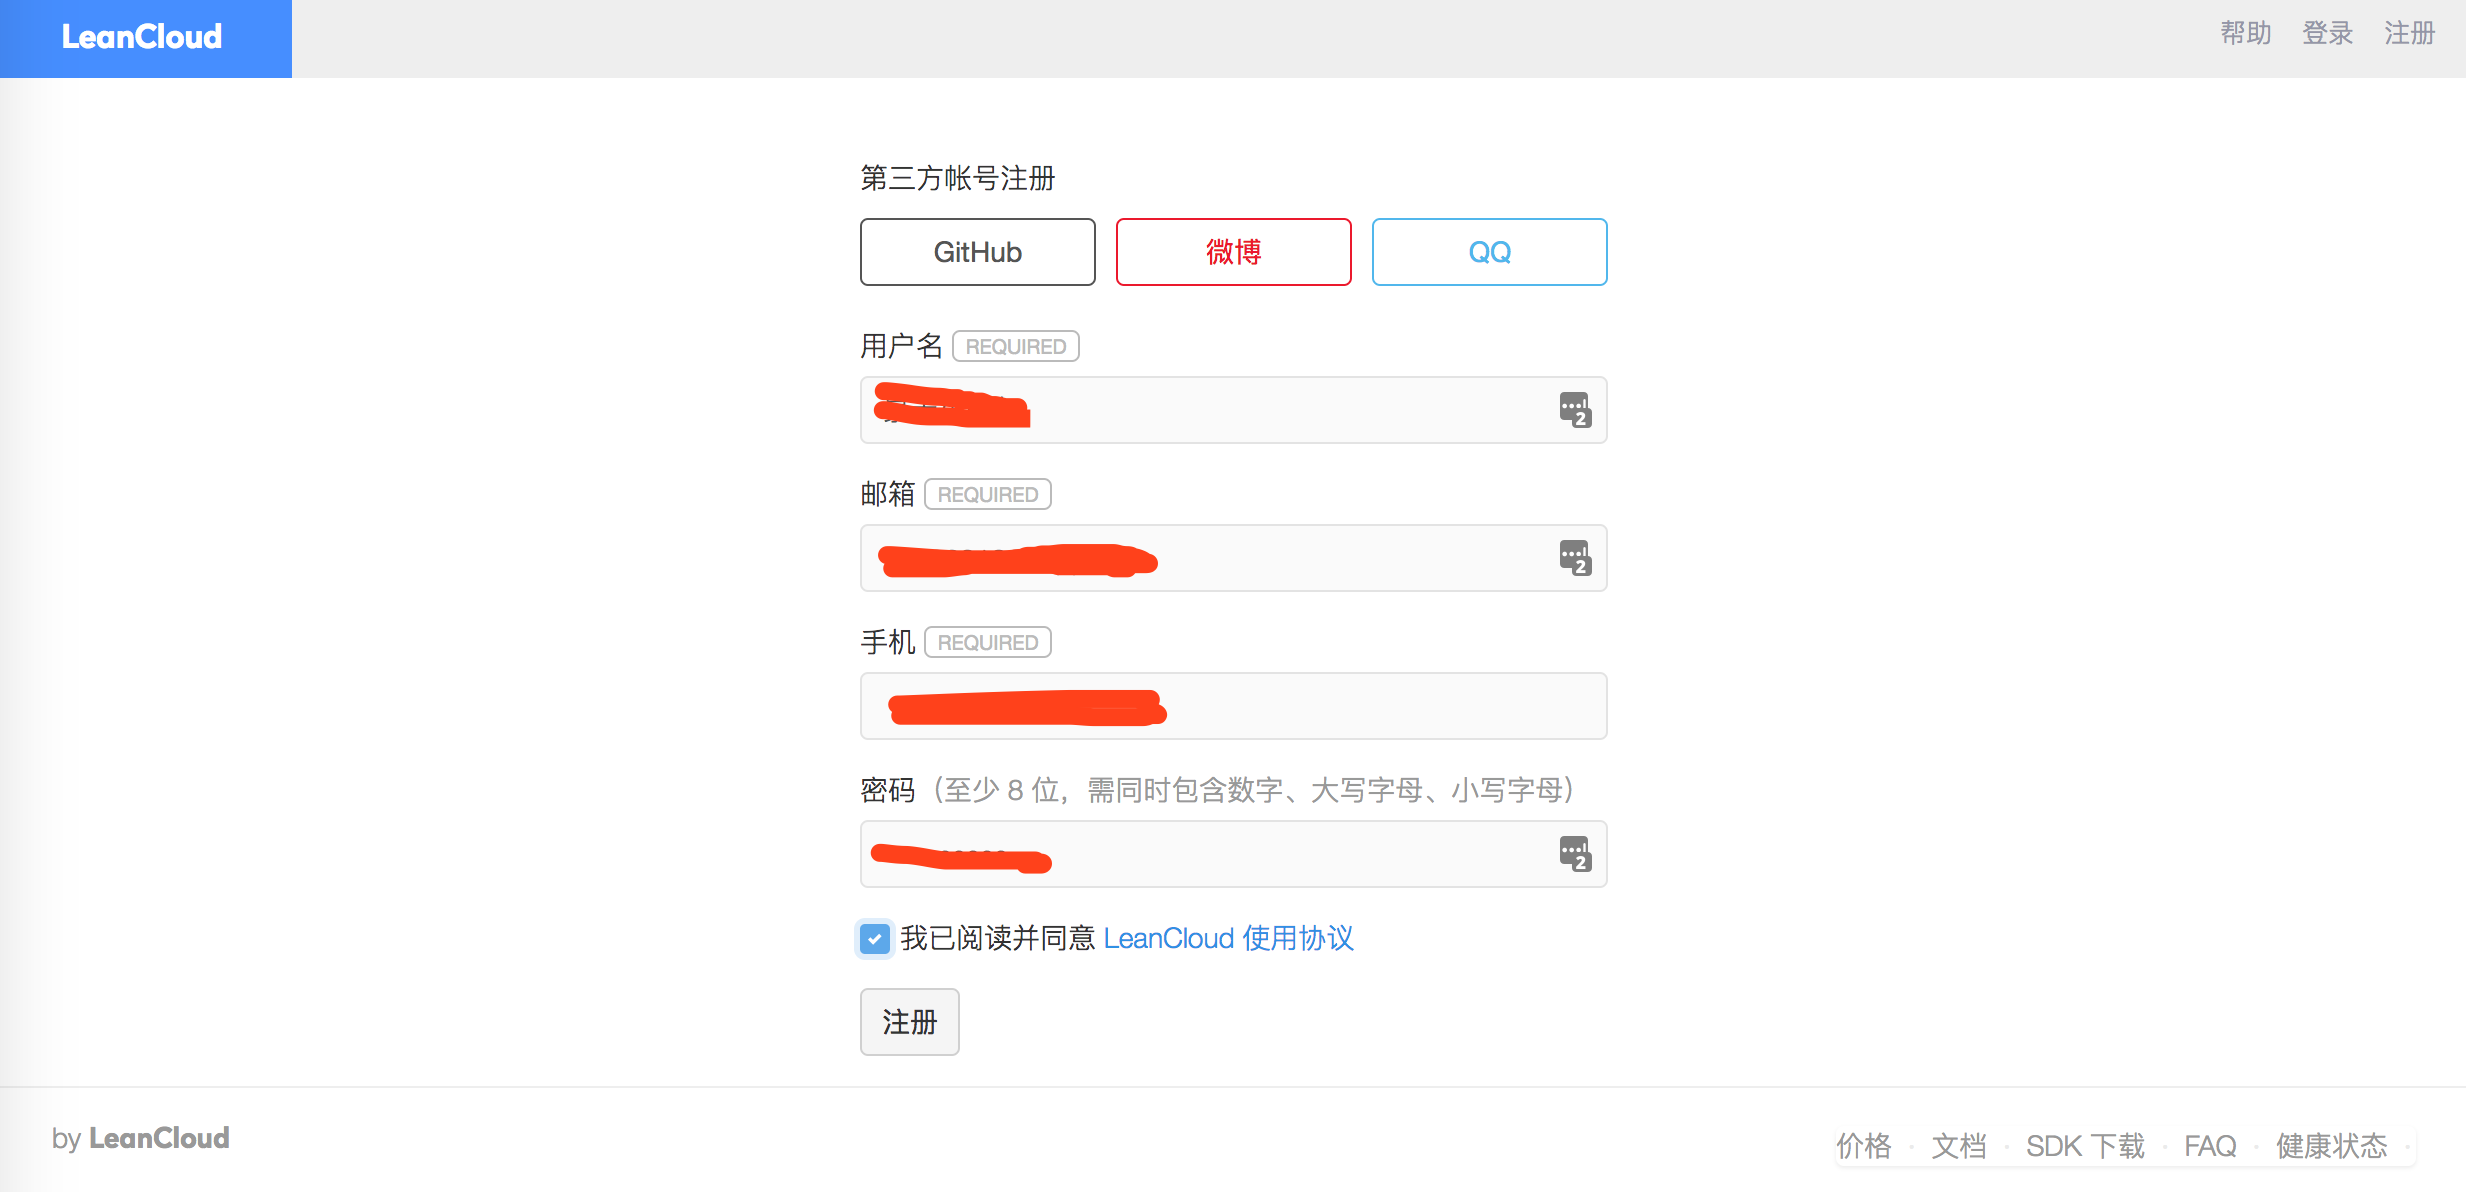 LeanCloud
帮助 登录 注册
第三方帐号注册
GitHub 微博 QQ
用户名 REQUIRED
2
邮箱 REQUIRED
2
手机 REQUIRED
密码（至少 8 位，需同时包含数字、大写字母、小写字母）
2
我已阅读并同意 LeanCloud 使用协议
注册
by LeanCloud
价格 · 文档 · SDK 下载 · FAQ · 健康状态 ·